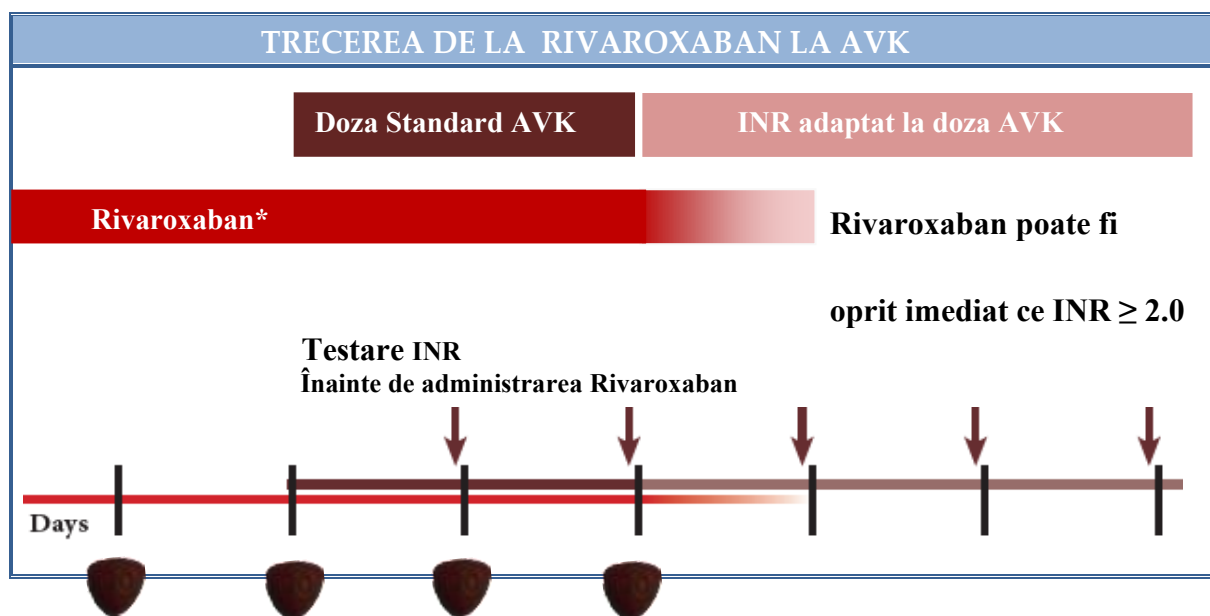 TRECEREA DE LA RIVAROXABAN LA AVK
Doza Standard AVK
INR adaptat la doza AVK
Rivaroxaban*
Rivaroxaban poate fi
oprit imediat ce INR ≥ 2.0
Testare INR
Înainte de administrarea Rivaroxaban
Days